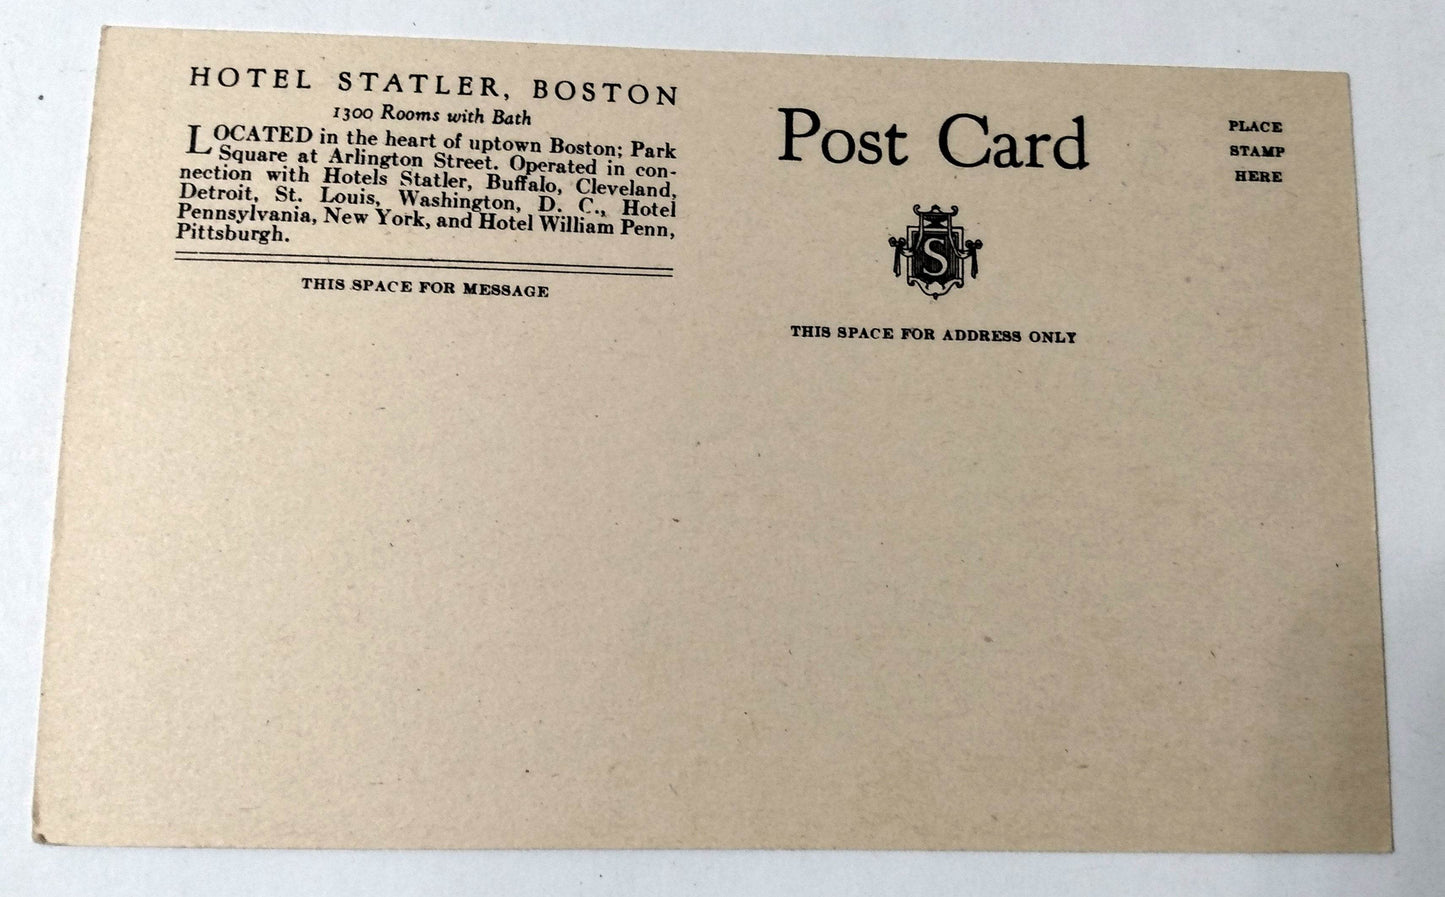 HOTEL STATLER, BOSTON
1300 Rooms with Bath
LOCATED in the heart of uptown Boston; Park
Square at Arlington Street. Operated in con-
nection with Hotels Statler, Buffalo, Cleveland,
Detroit, St. Louis, Washington, D. C., Hotel
Pennsylvania, New York, and Hotel William Penn,
Pittsburgh.
THIS SPACE FOR MESSAGE
Post Card
PLACE
STAMP
HERE
S
THIS SPACE FOR ADDRESS ONLY